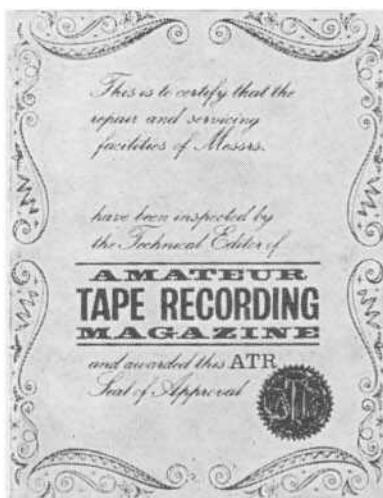 This is to certify that the
repair and servicing
facilities of Messrs.
have been inspected by
the Technical Editor of
AMATEUR
TAPE RECORDING
MAGAZINE
and awarded this ATR
Seal of Approval
ATR